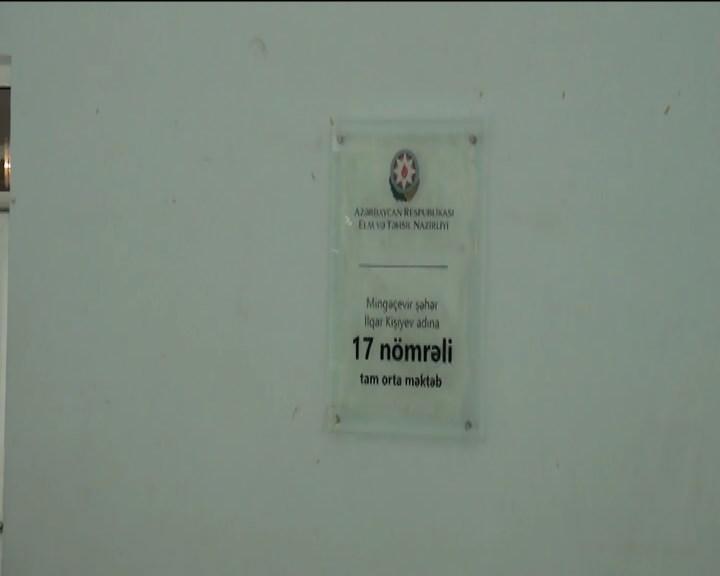 AZƏRBAYCAN RESPUBLİKASI
ELM VƏ TƏHSİL NAZİRLİYİ
Mingəçevir şəhər
İlqar Kişiyev adına
17 nömrəli
tam orta məktəb